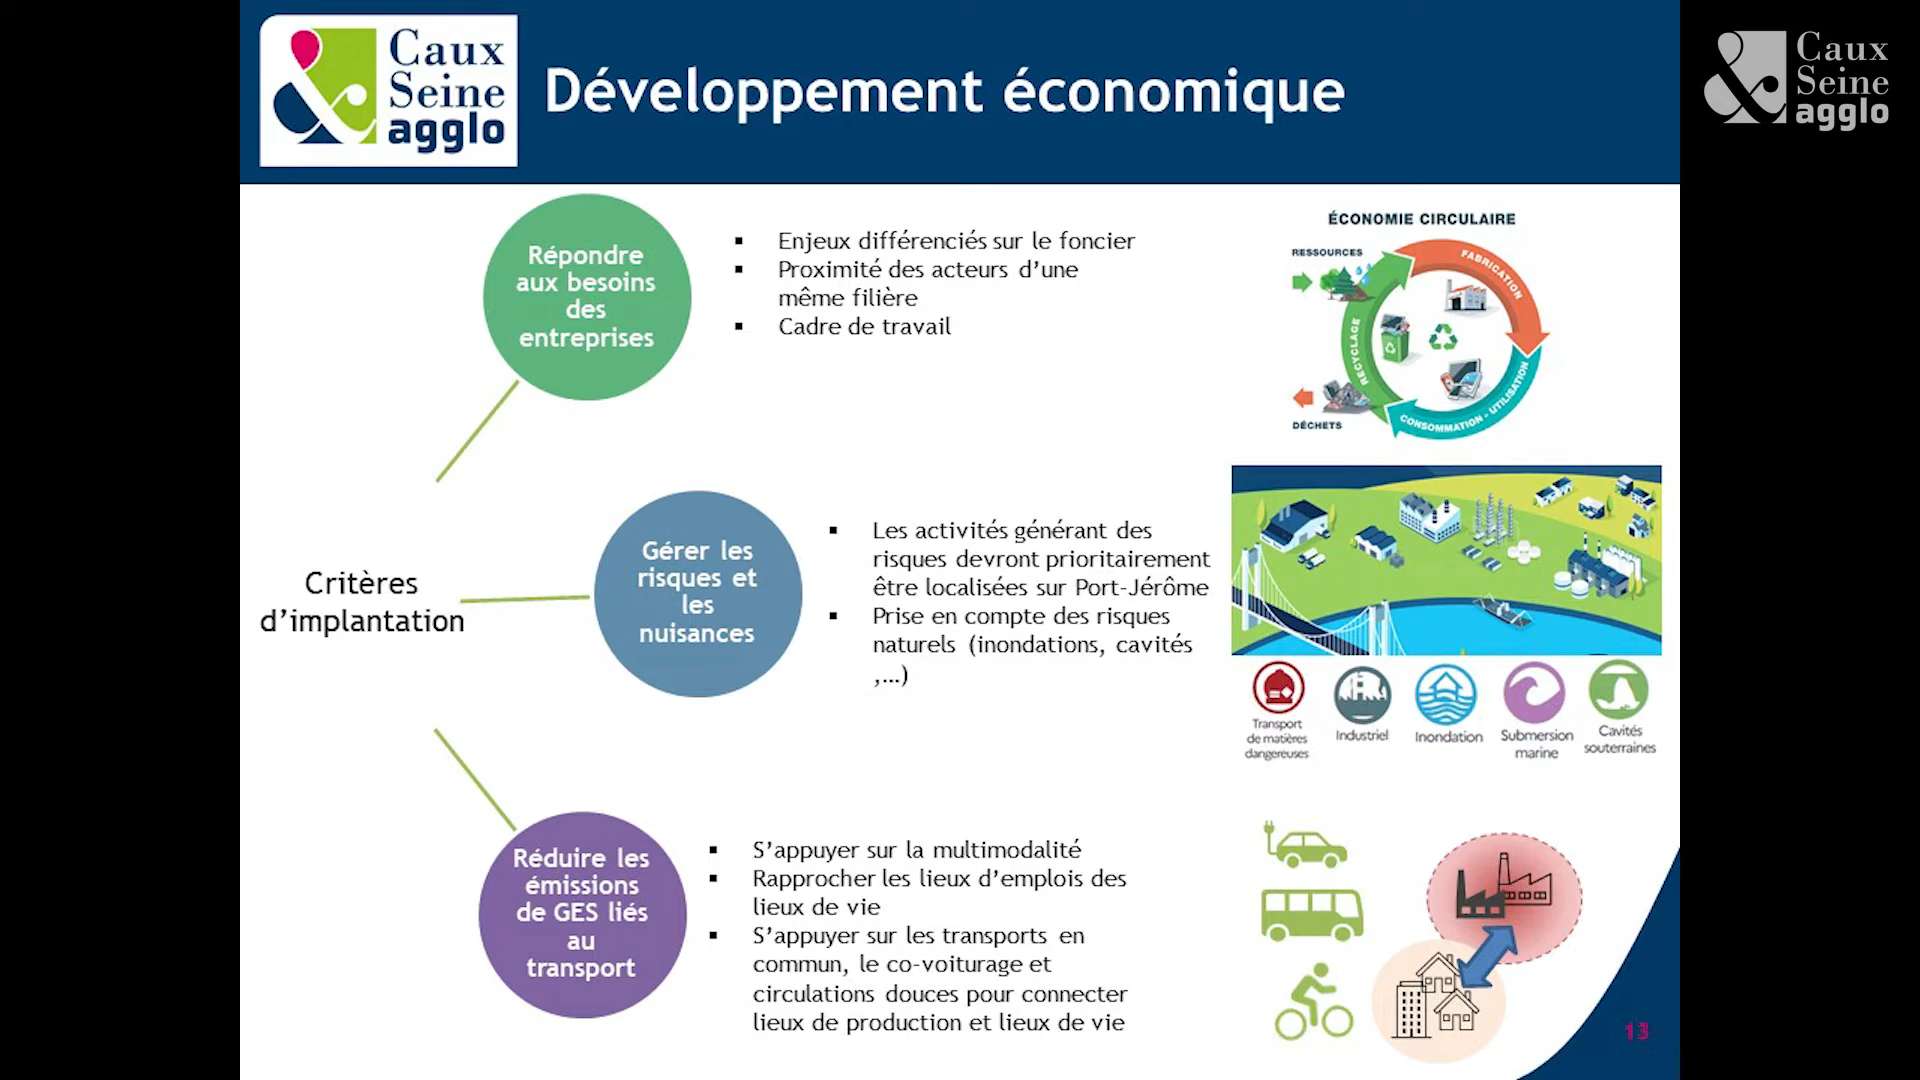 Caux
Seine
agglo
Développement économique
Caux
Seine
agglo
Répondre
aux besoins
des
entreprises
▪ Enjeux différenciés sur le foncier
▪ Proximité des acteurs d’une
même filière
▪ Cadre de travail
ÉCONOMIE CIRCULAIRE
RESSOURCES
FABRICATION
RECYCLAGE
CONSOMMATION - UTILISATION
DÉCHETS
Critères
d’implantation
Gérer les
risques et
les
nuisances
▪ Les activités générant des
risques devront prioritairement
être localisées sur Port-Jérôme
▪ Prise en compte des risques
naturels (inondations, cavités
,…)
Transport
de matières
dangereuses
Industriel
Inondation
Submersion
marine
Cavités
souterraines
Réduire les
émissions
de GES liés
au
transport
▪ S’appuyer sur la multimodalité
▪ Rapprocher les lieux d’emplois des
lieux de vie
▪ S’appuyer sur les transports en
commun, le co-voiturage et
circulations douces pour connecter
lieux de production et lieux de vie
13